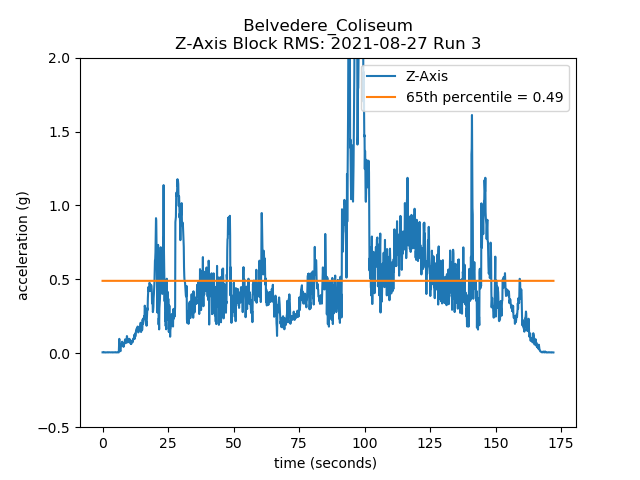 Belvedere_Coliseum
Z-Axis Block RMS: 2021-08-27 Run 3
Z-Axis
65th percentile = 0.49
acceleration (g)
2.0
1.5
1.0
0.5
0.0
−0.5
0 25 50 75 100 125 150 175
time (seconds)